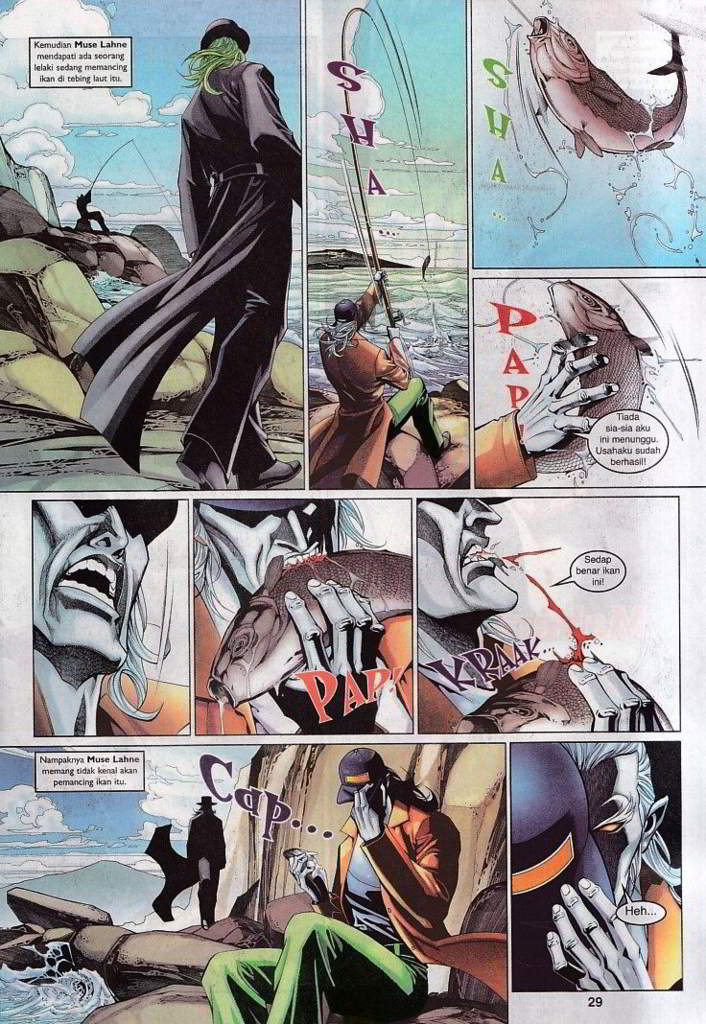 Kemudian Muse Lahne
mendapati ada seorang
lelaki sedang memancing
ikan di tebing laut itu.
SHA...
SHA...
PAP!
Tiada
sia-sia aku
ini menunggu.
Usahaku sudah
berhasil!
PAP!
KRAAK...
Sedap
benar ikan
ini!
Nampaknya Muse Lahne
memang tidak kenal akan
pemancing ikan itu.
Cap...
Heh...
29